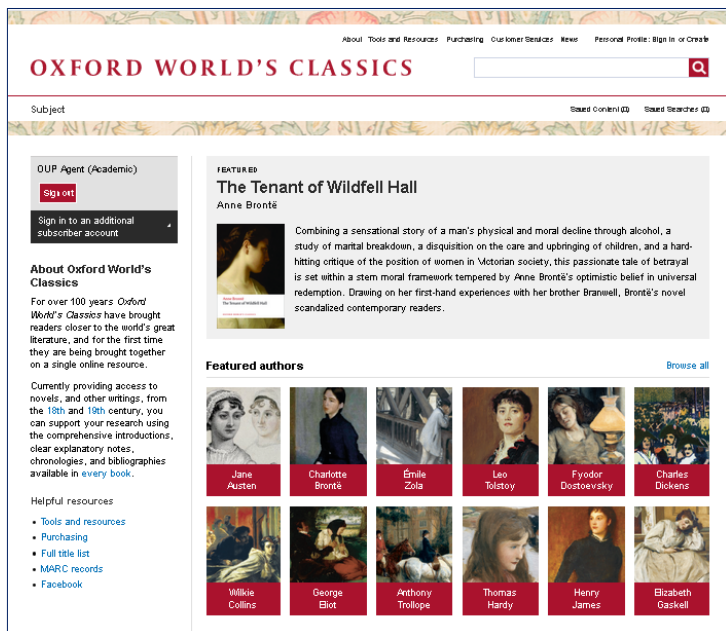 About Tools and Resources Purchasing Customer Services News Personal Profile: Sign in or Create
OXFORD WORLD'S CLASSICS
Subject
Saved Content (0) Saved Searches (0)
OUP Agent (Academic)
Sign out
Sign in to an additional
subscriber account
About Oxford World's
Classics
For over 100 years Oxford
World's Classics have brought
readers closer to the world's great
literature, and for the first time
they are being brought together
on a single online resource.
Currently providing access to
novels, and other writings, from
the 18th and 19th century, you
can support your research using
the comprehensive introductions,
clear explanatory notes,
chronologies, and bibliographies
available in every book.
Helpful resources
• Tools and resources
• Purchasing
• Full title list
• MARC records
• Facebook
FEATURED
The Tenant of Wildfell Hall
Anne Brontë
Anne Brontë
The Tenant of Wildfell Hall
Combining a sensational story of a man's physical and moral decline through alcohol, a
study of marital breakdown, a disquisition on the care and upbringing of children, and a hard-
hitting critique of the position of women in Victorian society, this passionate tale of betrayal
is set within a stern moral framework tempered by Anne Brontë's optimistic belief in universal
redemption. Drawing on her first-hand experiences with her brother Branwell, Brontë's novel
scandalized contemporary readers.
Featured authors
Browse all
Jane
Austen
Charlotte
Brontë
Émile
Zola
Leo
Tolstoy
Fyodor
Dostoevsky
Charles
Dickens
Wilkie
Collins
George
Eliot
Anthony
Trollope
Thomas
Hardy
Henry
James
Elizabeth
Gaskell